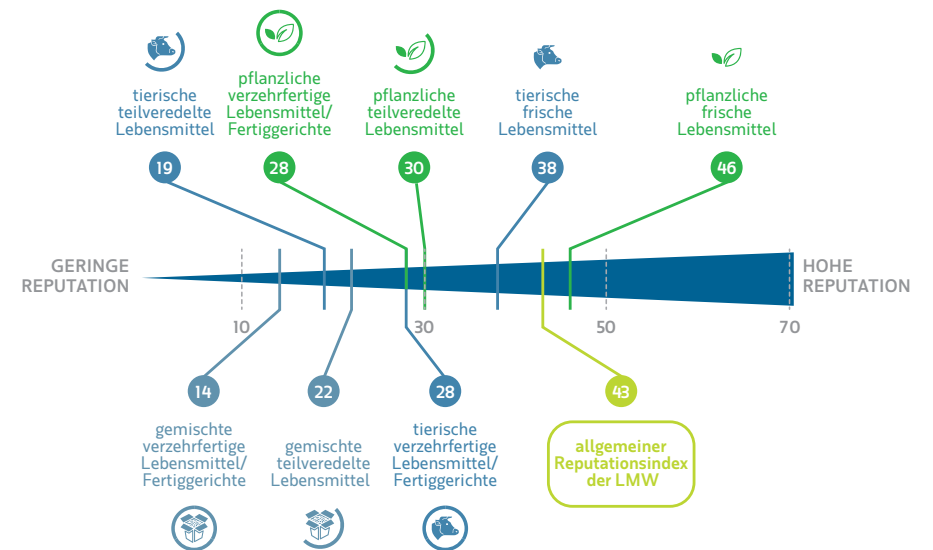 tierische
teilveredelte
Lebensmittel
19
pflanzliche
verzehrfertige
Lebensmittel/
Fertiggerichte
28
pflanzliche
teilveredelte
Lebensmittel
30
tierische
frische
Lebensmittel
38
pflanzliche
frische
Lebensmittel
46
GERINGE
REPUTATION
HOHE
REPUTATION
10
30
50
70
14
gemischte
verzehrfertige
Lebensmittel/
Fertiggerichte
22
gemischte
teilveredelte
Lebensmittel
28
tierische
verzehrfertige
Lebensmittel/
Fertiggerichte
43
allgemeiner
Reputationsindex
der LMW